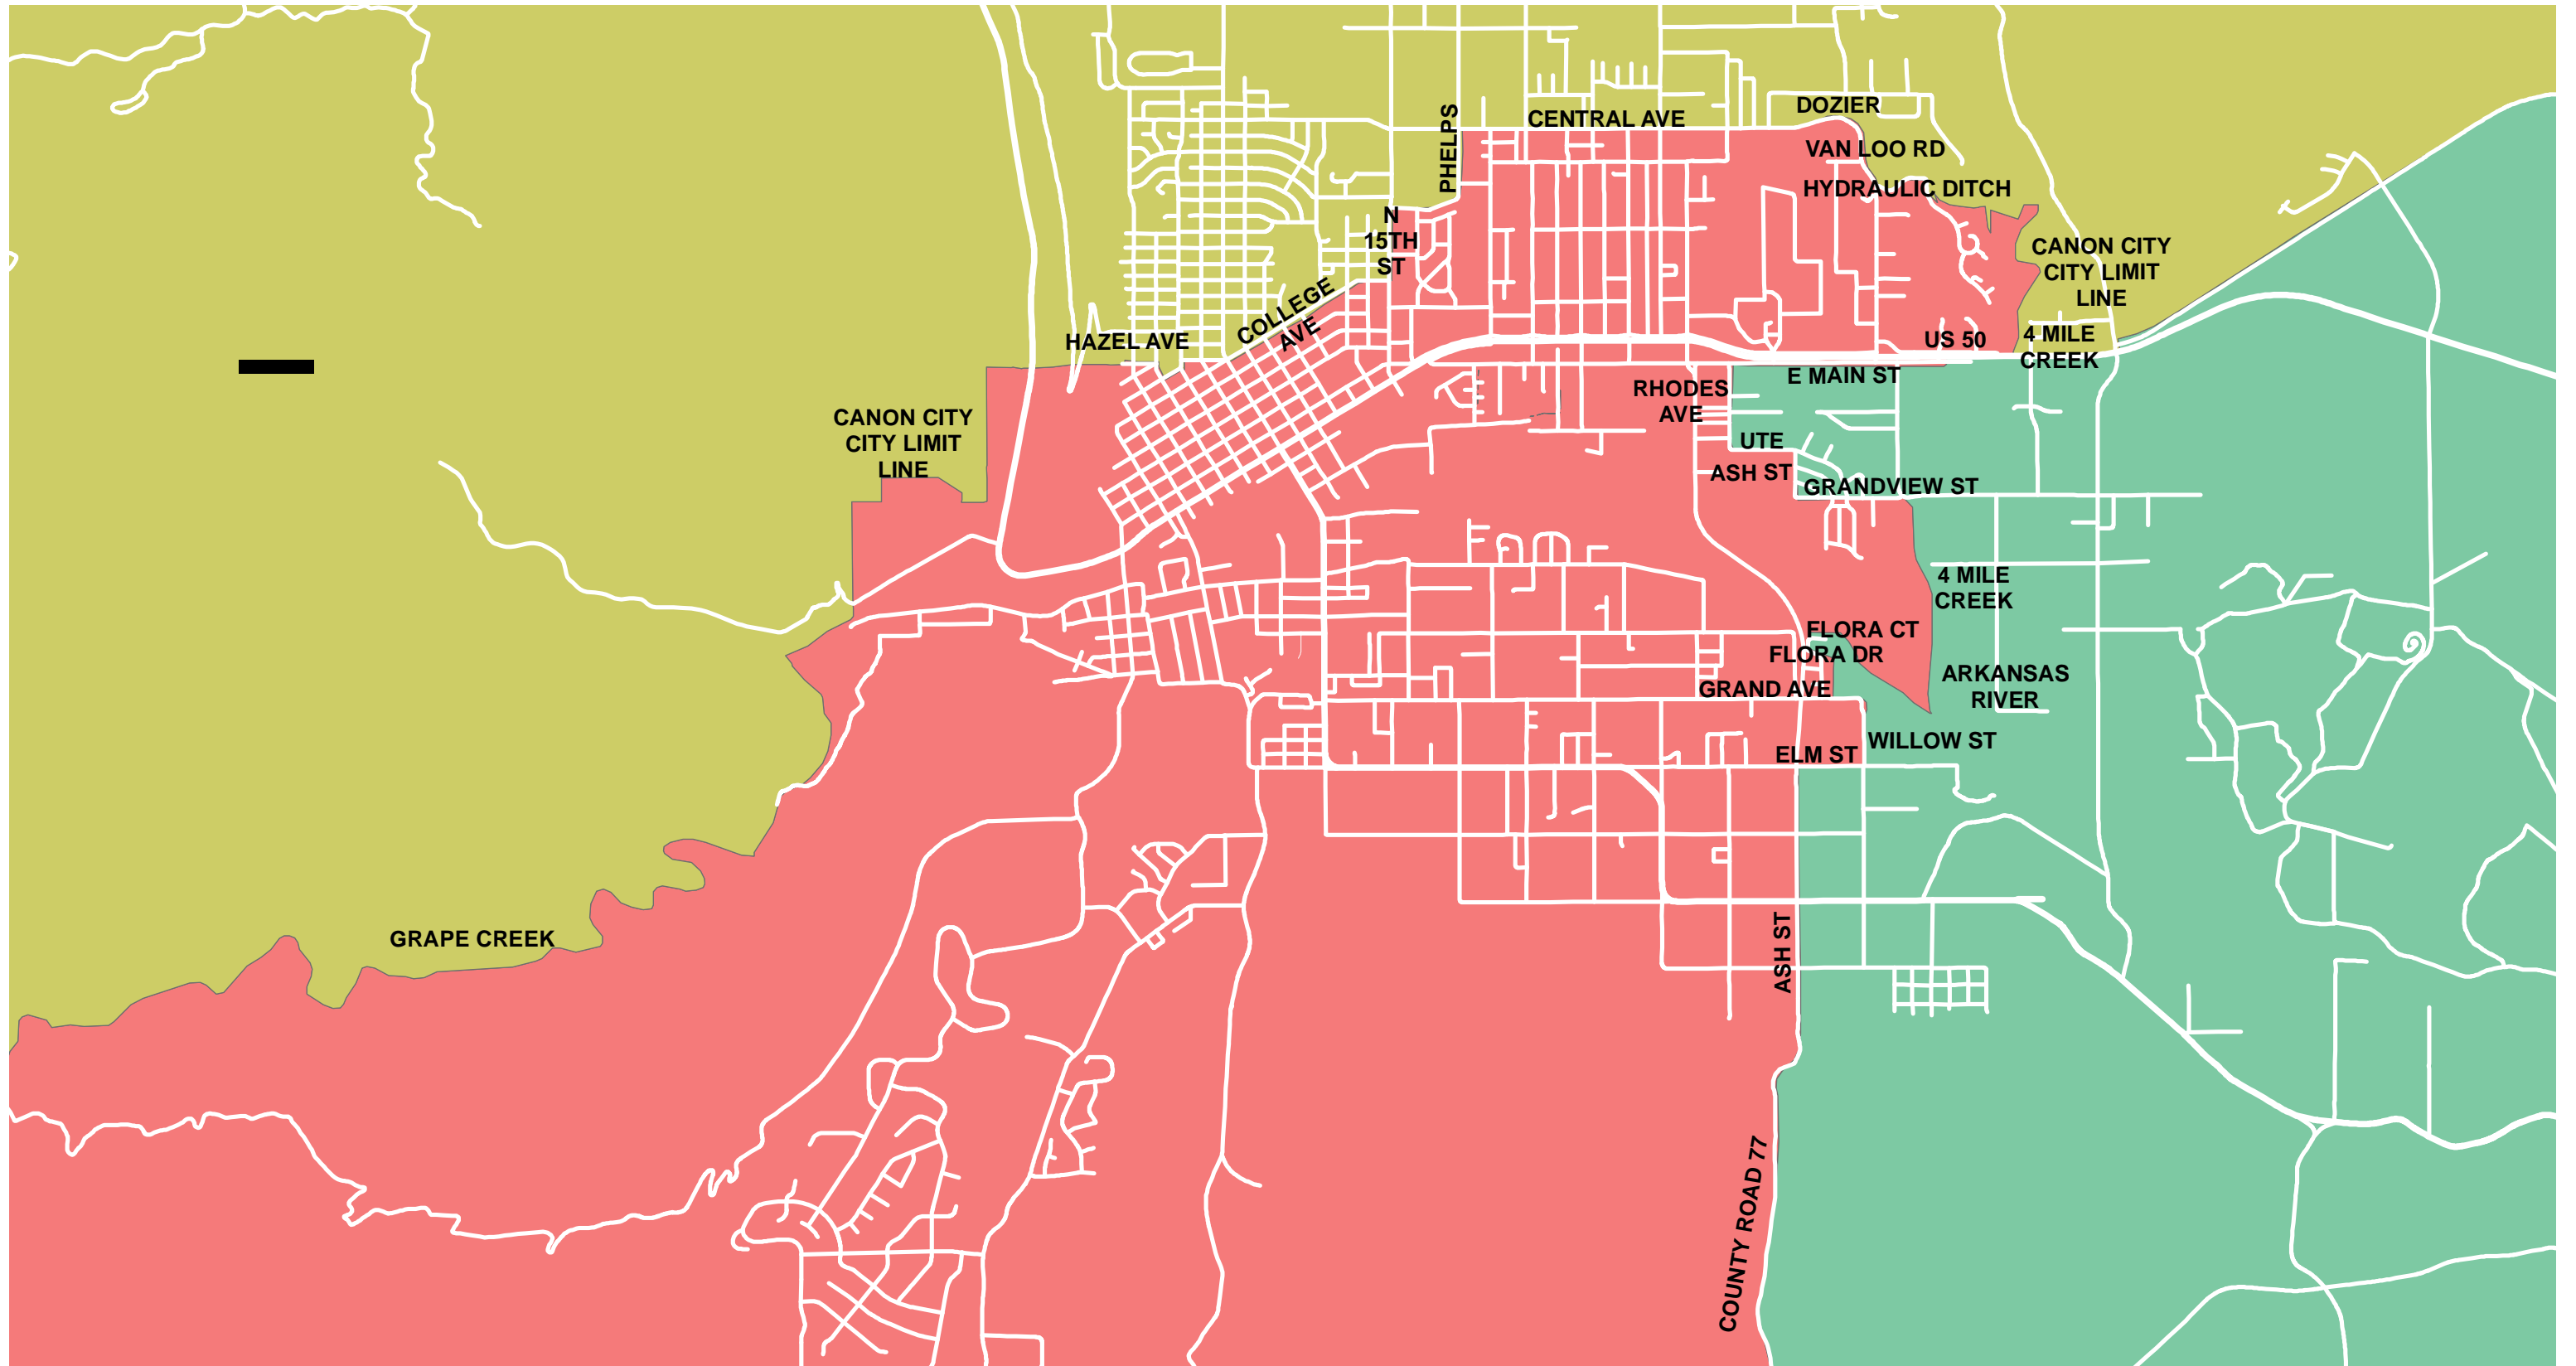 DOZIER
CENTRAL AVE
PHELPS
VAN LOO RD
HYDRAULIC DITCH
N
15TH
ST
CANON CITY
CITY LIMIT
LINE
COLLEGE
AVE
HAZEL AVE
US 50
4 MILE
CREEK
E MAIN ST
RHODES
AVE
CANON CITY
CITY LIMIT
LINE
UTE
ASH ST
GRANDVIEW ST
4 MILE
CREEK
FLORA CT
FLORA DR
ARKANSAS
RIVER
GRAND AVE
WILLOW ST
ELM ST
GRAPE CREEK
ASH ST
COUNTY ROAD 77